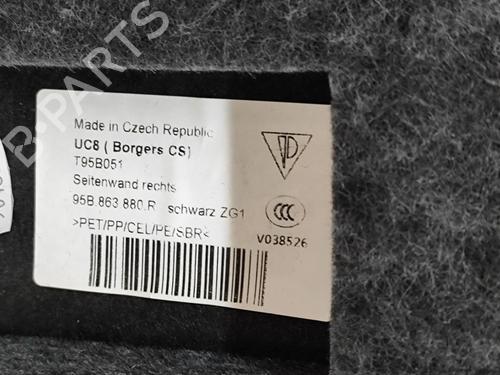 B-PARTS
Made in Czech Republic
UC8 ( Borgers CS)
T95B051
Seitenwand rechts
95B.863.880.R schwarz ZG1
>PET/PP/CEL/PE/SBR<
P
CCC
V038526